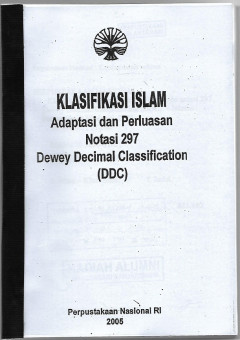 KLASIFIKASI ISLAM
Adaptasi dan Perluasan
Notasi 297
Dewey Decimal Classification
(DDC)
Perpustakaan Nasional RI
2005